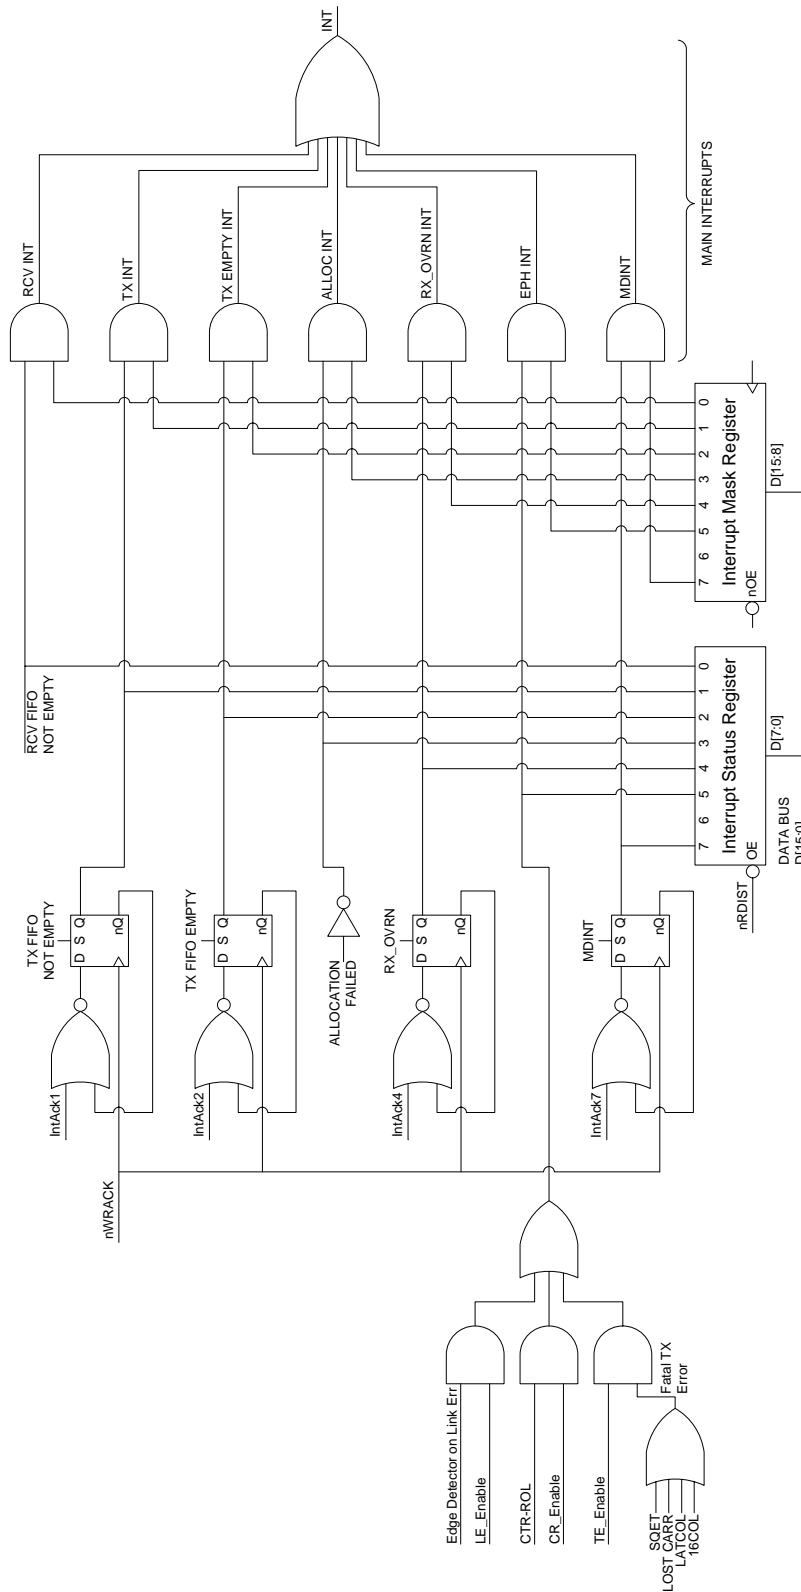 INT
RCV INT
TX INT
TX EMPTY INT
ALLOC INT
RX_OVRN INT
EPH INT
MDINT
MAIN INTERRUPTS
0
1
2
3
4
5
6
7
Interrupt Mask Register
nOE
D[15:8]
RCV FIFO
NOT EMPTY
0
1
2
3
4
5
6
7
Interrupt Status Register
OE
nRDIST
D[7:0]
DATA BUS
D[15:0]
TX FIFO
NOT EMPTY
D S Q
nQ
IntAck1
TX FIFO EMPTY
D S Q
nQ
IntAck2
ALLOCATION
FAILED
RX_OVRN
D S Q
nQ
IntAck4
MDINT
D S Q
nQ
IntAck7
nWRACK
Edge Detector on Link Err
LE_Enable
CTR-ROL
CR_Enable
TE_Enable
Fatal TX
Error
SQET
LOST CARR
LATCOL
16COL